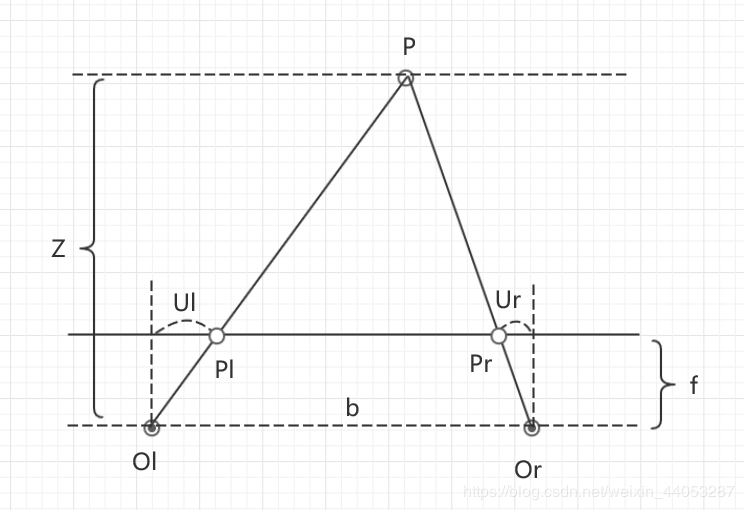 P
Z
Ul
Ur
Pl
Pr
f
b
Ol
Or
https://blog.csdn.net/weixin_44053287